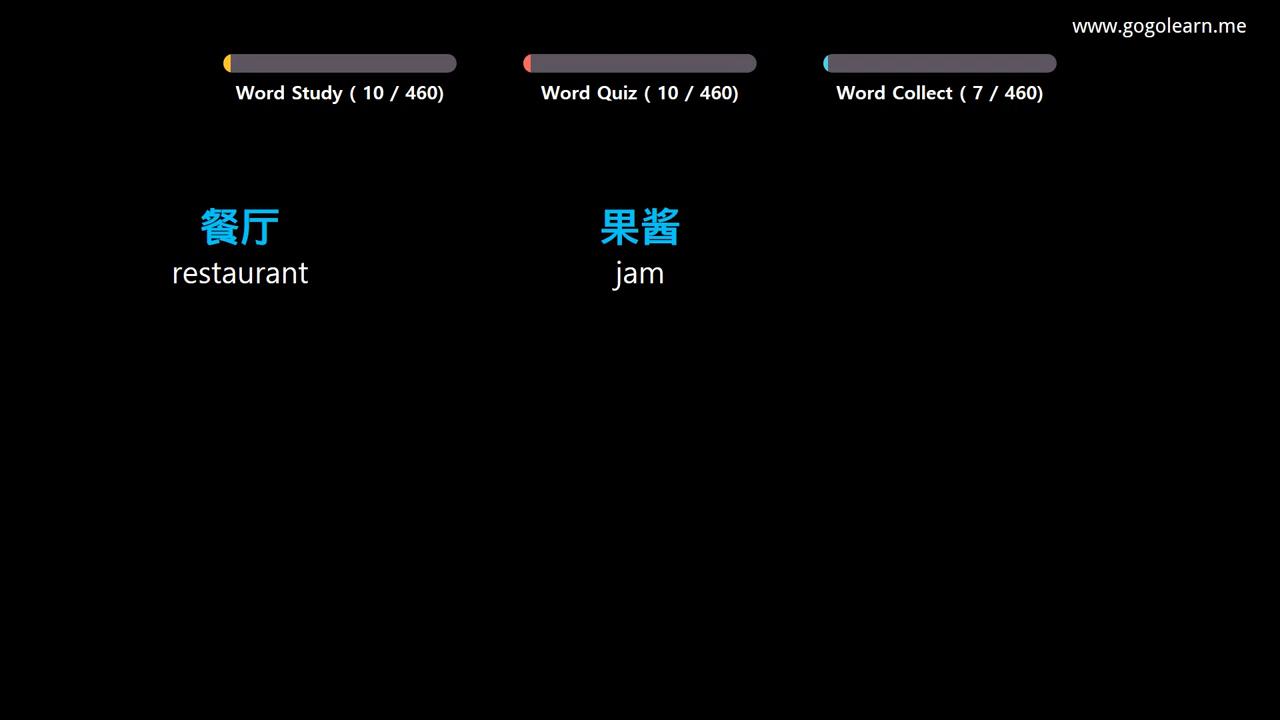 www.gogolearn.me
Word Study ( 10 / 460)
Word Quiz ( 10 / 460)
Word Collect ( 7 / 460)
餐厅
restaurant
果酱
jam